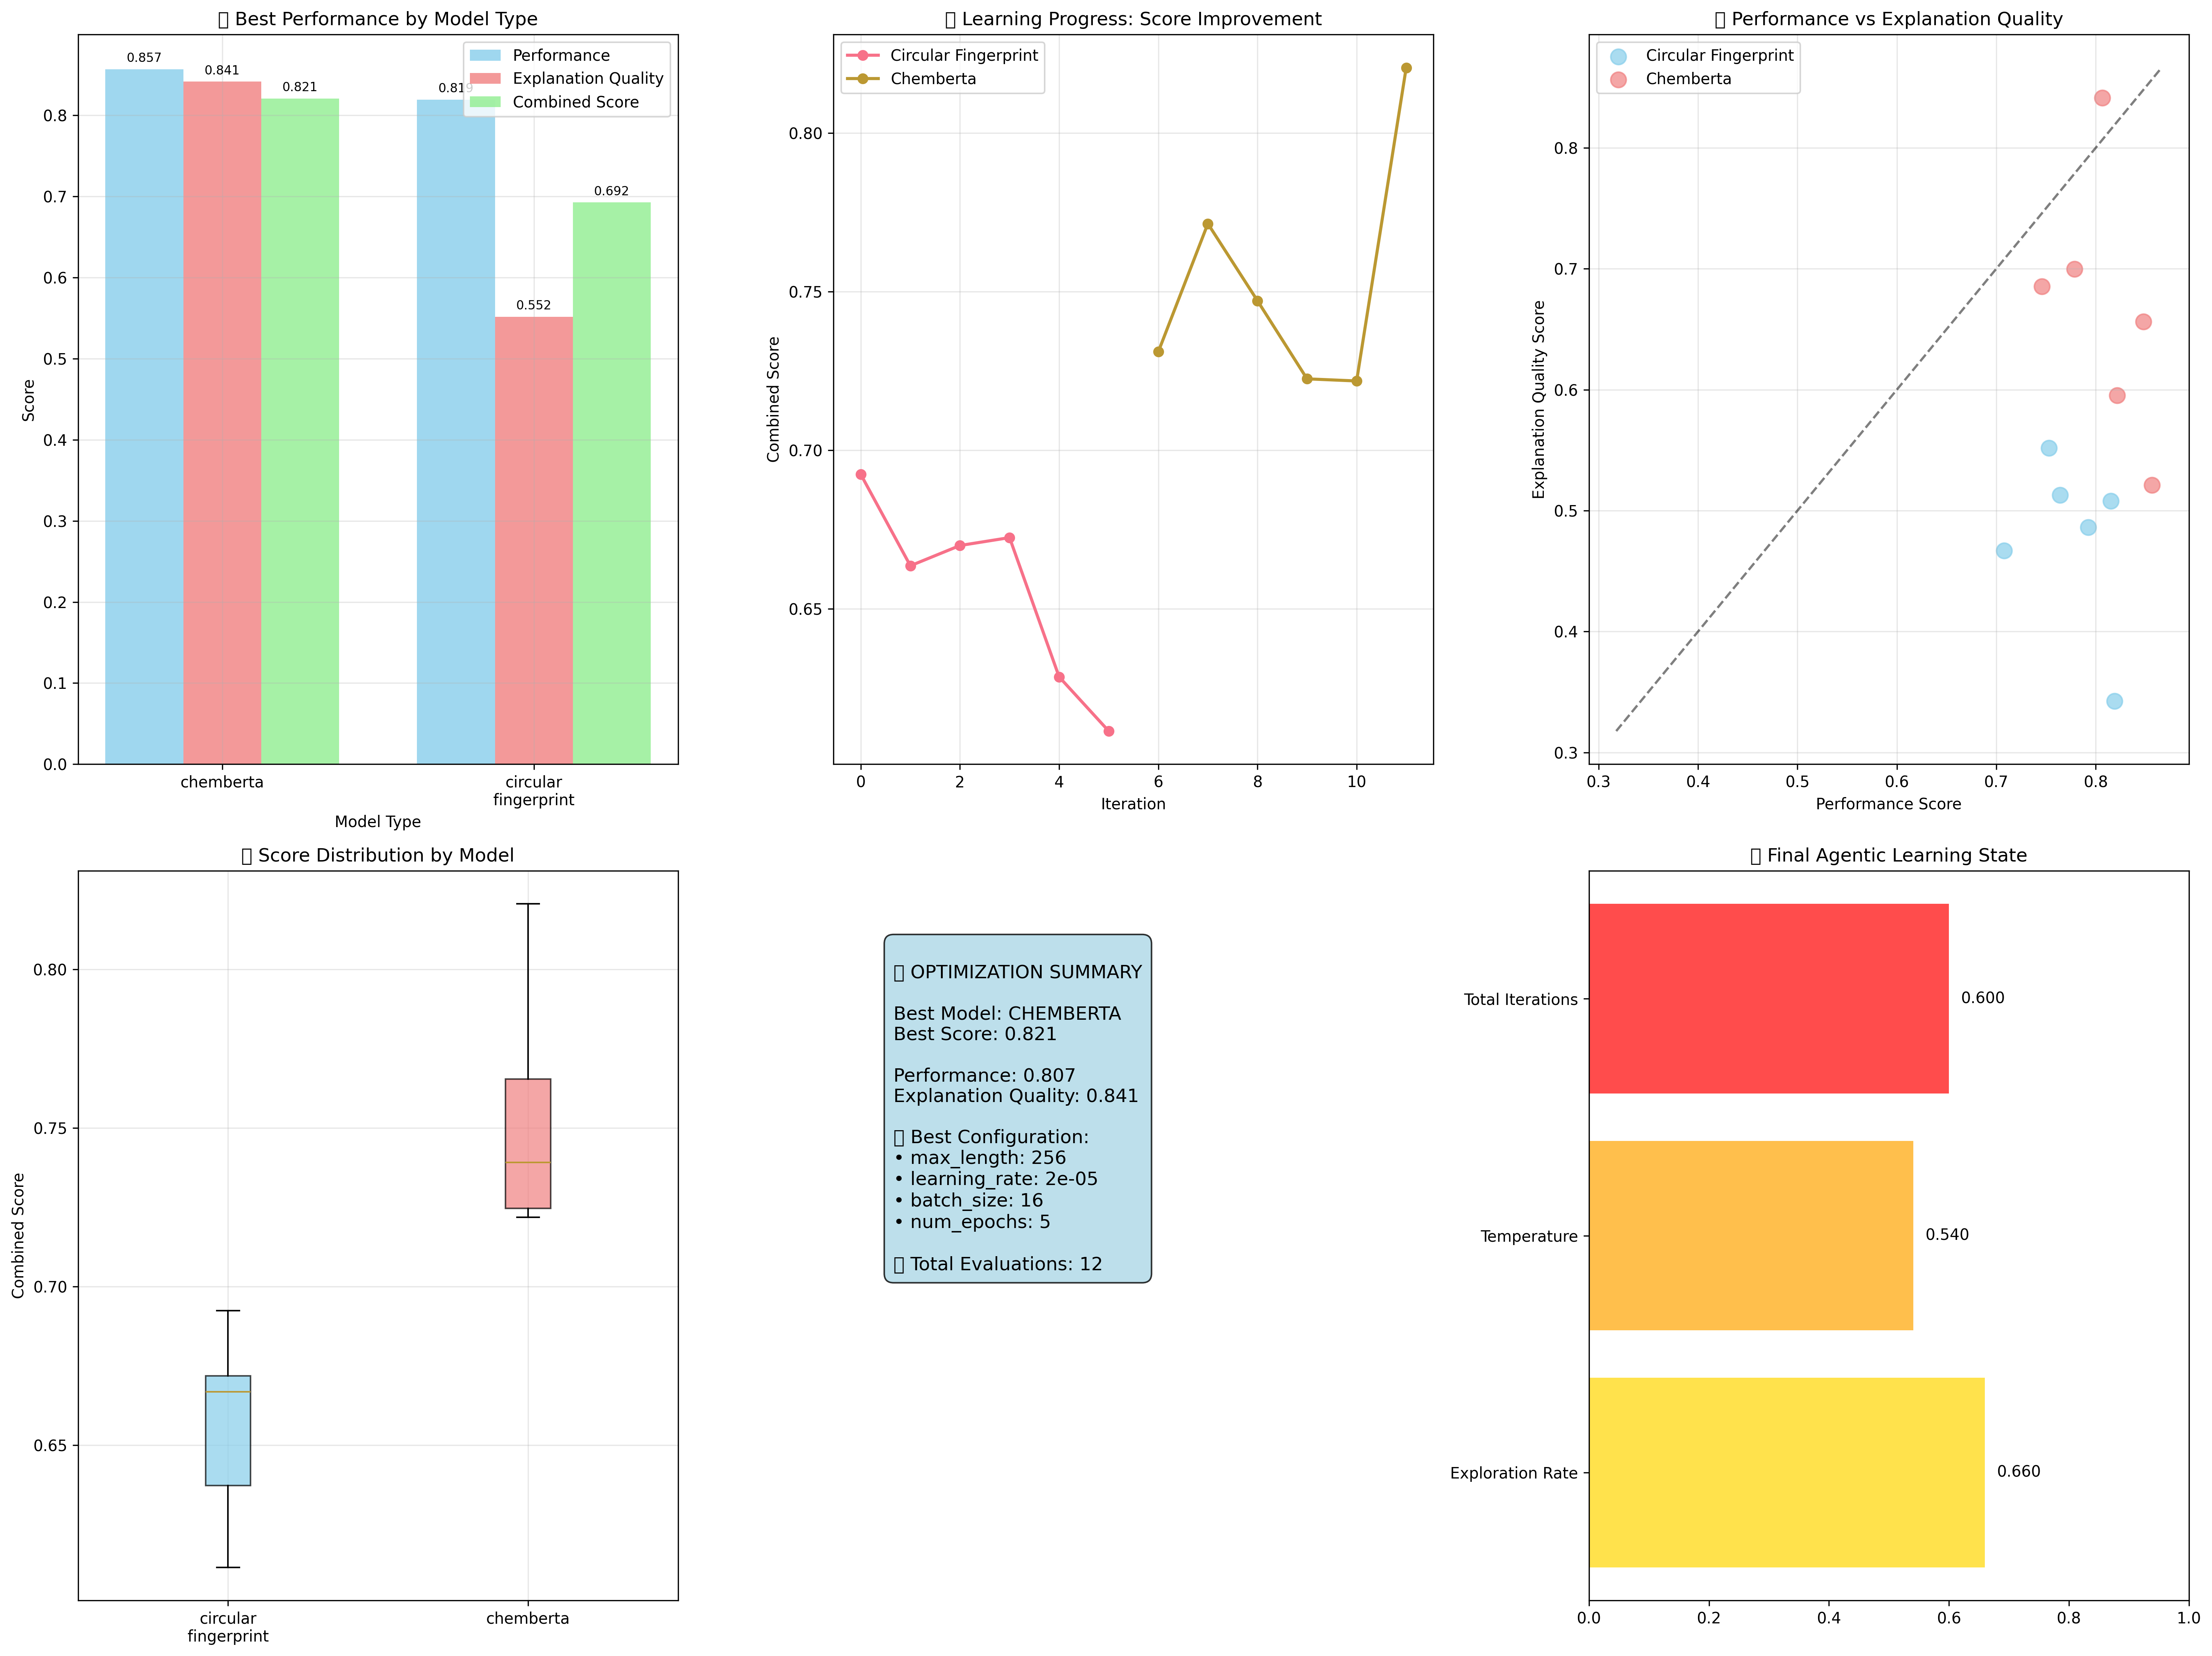 ▯ Best Performance by Model Type
Performance
Explanation Quality
Combined Score
0.857
0.841
0.821
0.819
0.552
0.692
Score
0.8
0.7
0.6
0.5
0.4
0.3
0.2
0.1
0.0
chemberta
circular
fingerprint
Model Type
▯ Learning Progress: Score Improvement
Circular Fingerprint
Chemberta
Combined Score
0.80
0.75
0.70
0.65
0
2
4
6
8
10
Iteration
▯ Performance vs Explanation Quality
Circular Fingerprint
Chemberta
Explanation Quality Score
0.8
0.7
0.6
0.5
0.4
0.3
0.3
0.4
0.5
0.6
0.7
0.8
Performance Score
▯ Score Distribution by Model
Combined Score
0.80
0.75
0.70
0.65
circular
fingerprint
chemberta
▯ OPTIMIZATION SUMMARY
Best Model: CHEMBERTA
Best Score: 0.821
Performance: 0.807
Explanation Quality: 0.841
▯ Best Configuration:
• max_length: 256
• learning_rate: 2e-05
• batch_size: 16
• num_epochs: 5
▯ Total Evaluations: 12
▯ Final Agentic Learning State
Total Iterations
0.600
Temperature
0.540
Exploration Rate
0.660
0.0
0.2
0.4
0.6
0.8
1.0